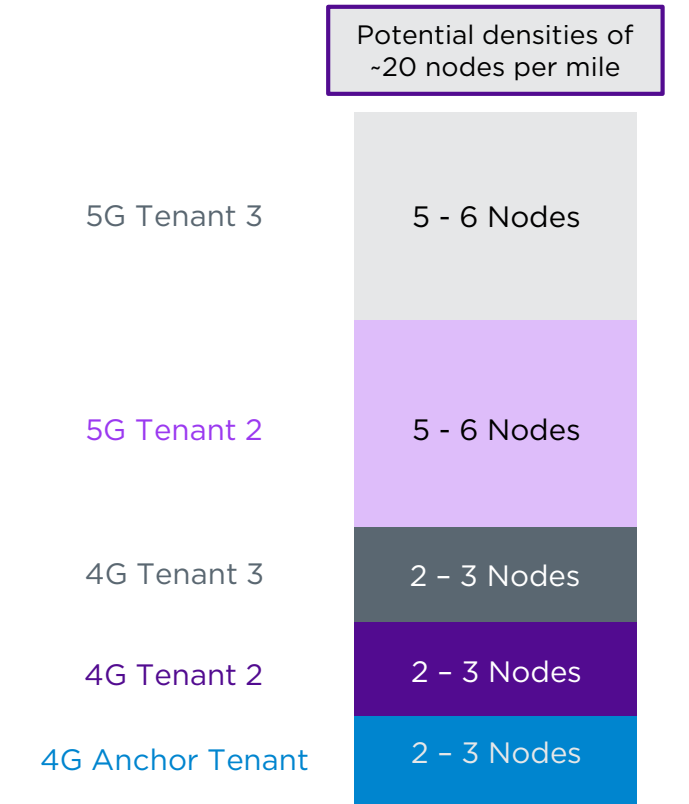 Potential densities of
~20 nodes per mile
5G Tenant 3
5 - 6 Nodes
5G Tenant 2
5 - 6 Nodes
4G Tenant 3
2 – 3 Nodes
4G Tenant 2
2 – 3 Nodes
4G Anchor Tenant
2 – 3 Nodes